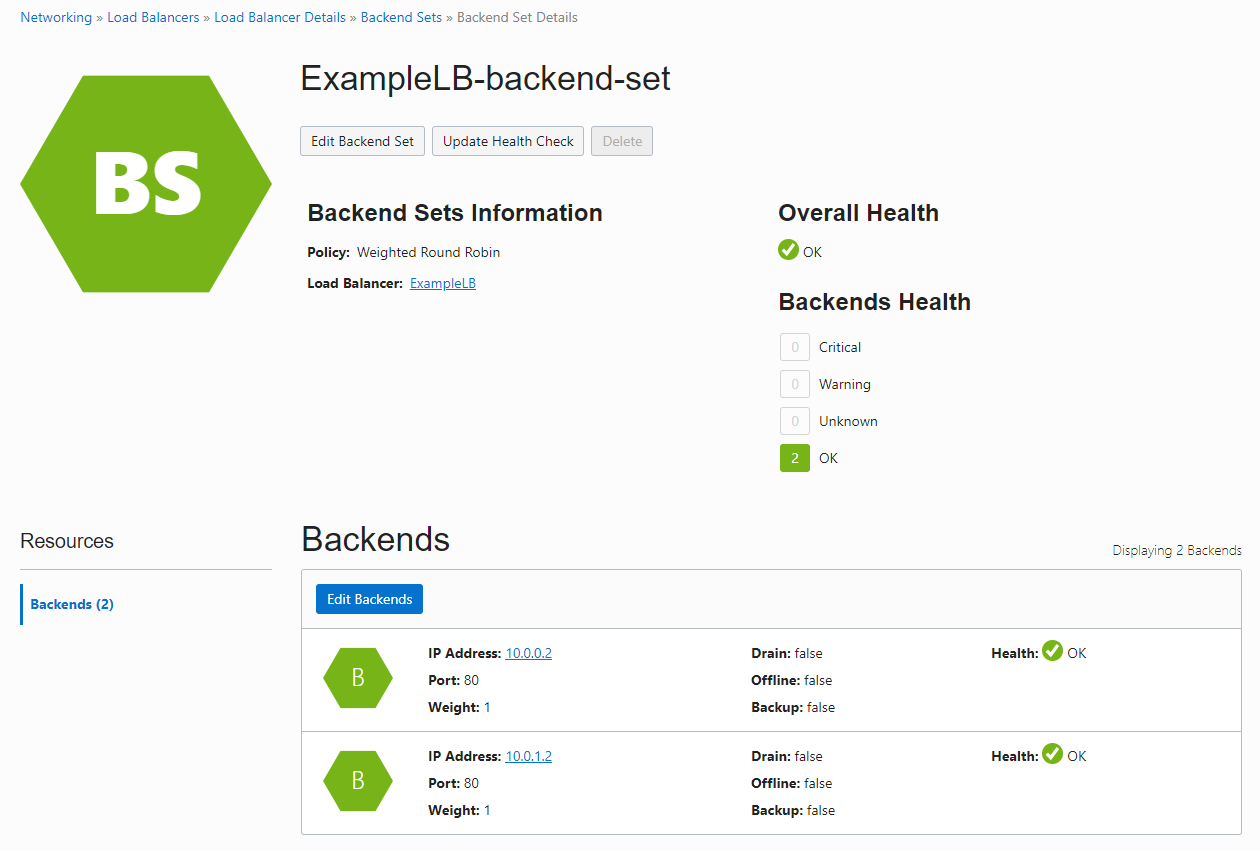 Networking » Load Balancers » Load Balancer Details » Backend Sets » Backend Set Details
BS
ExampleLB-backend-set
Edit Backend Set
Update Health Check
Delete
Backend Sets Information
Policy: Weighted Round Robin
Load Balancer: ExampleLB
Overall Health
OK
Backends Health
0 Critical
0 Warning
0 Unknown
2 OK
Resources
Backends (2)
Backends
Displaying 2 Backends
Edit Backends
B
IP Address: 10.0.0.2
Port: 80
Weight: 1
Drain: false
Offline: false
Backup: false
Health: OK
B
IP Address: 10.0.1.2
Port: 80
Weight: 1
Drain: false
Offline: false
Backup: false
Health: OK